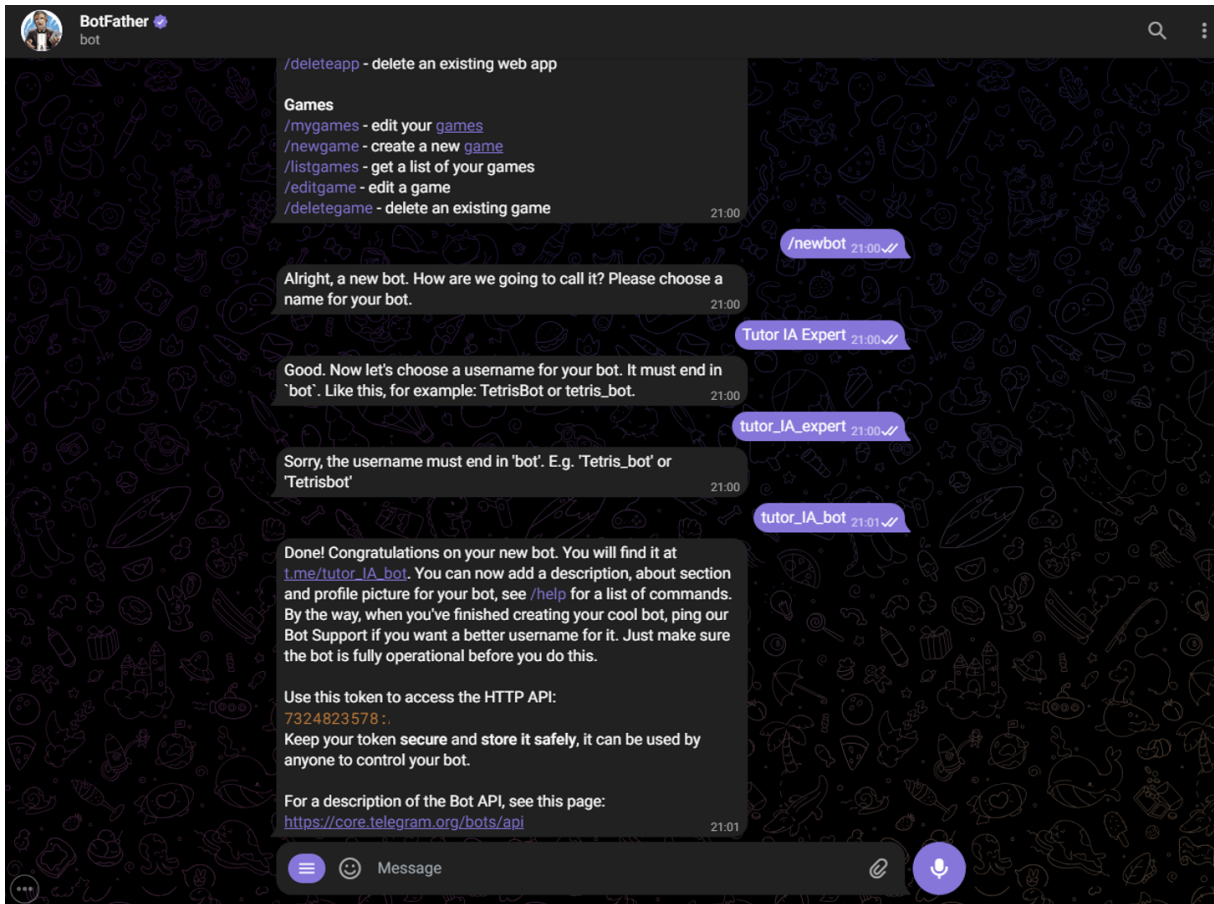 BotFather
bot
/deleteapp - delete an existing web app
Games
/mygames - edit your games
/newgame - create a new game
/listgames - get a list of your games
/editgame - edit a game
/deletegame - delete an existing game
21:00
/newbot 21:00
Alright, a new bot. How are we going to call it? Please choose a
name for your bot.
21:00
Tutor IA Expert 21:00
Good. Now let's choose a username for your bot. It must end in
`bot`. Like this, for example: TetrisBot or tetris_bot.
21:00
tutor_IA_expert 21:00
Sorry, the username must end in 'bot'. E.g. 'Tetris_bot' or
'Tetrisbot'
21:00
tutor_IA_bot 21:01
Done! Congratulations on your new bot. You will find it at
t.me/tutor_IA_bot. You can now add a description, about section
and profile picture for your bot, see /help for a list of commands.
By the way, when you've finished creating your cool bot, ping our
Bot Support if you want a better username for it. Just make sure
the bot is fully operational before you do this.
Use this token to access the HTTP API:
7324823578:
Keep your token secure and store it safely, it can be used by
anyone to control your bot.
For a description of the Bot API, see this page:
https://core.telegram.org/bots/api
21:01
Message